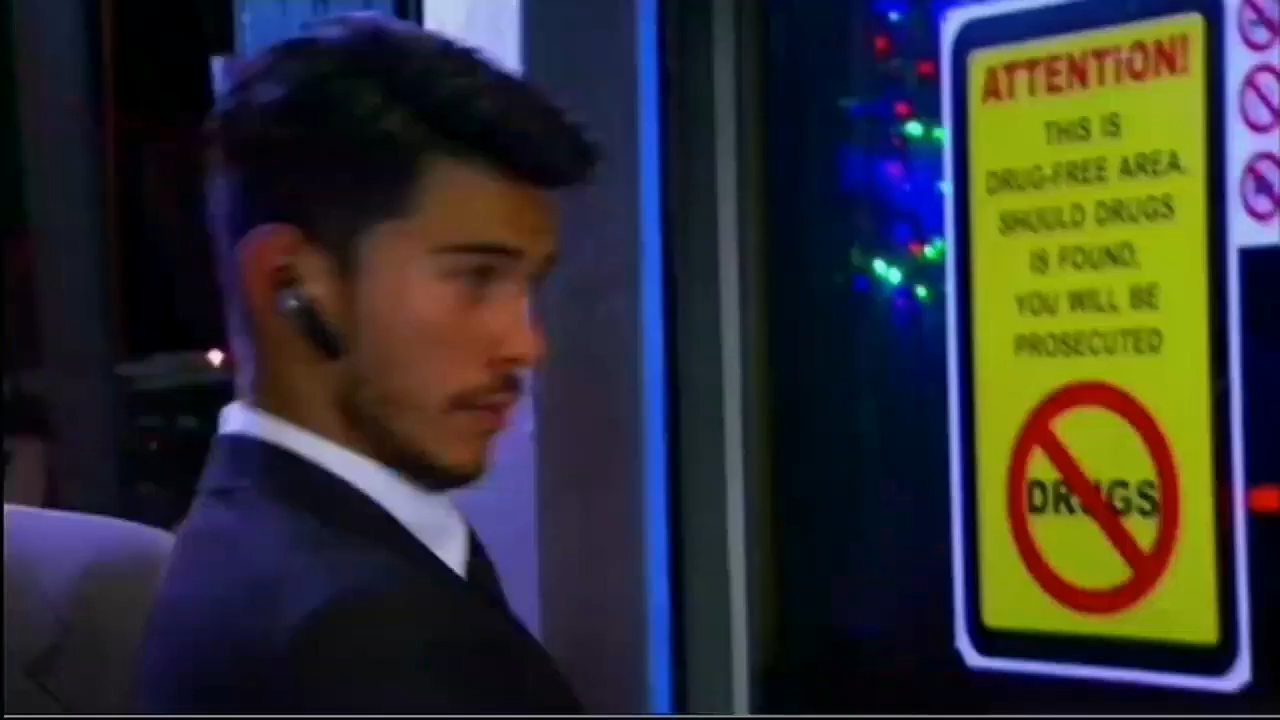 ATTENTION!
THIS IS
DRUG-FREE AREA.
SHOULD DRUGS
IS FOUND,
YOU WILL BE
PROSECUTED
DRUGS